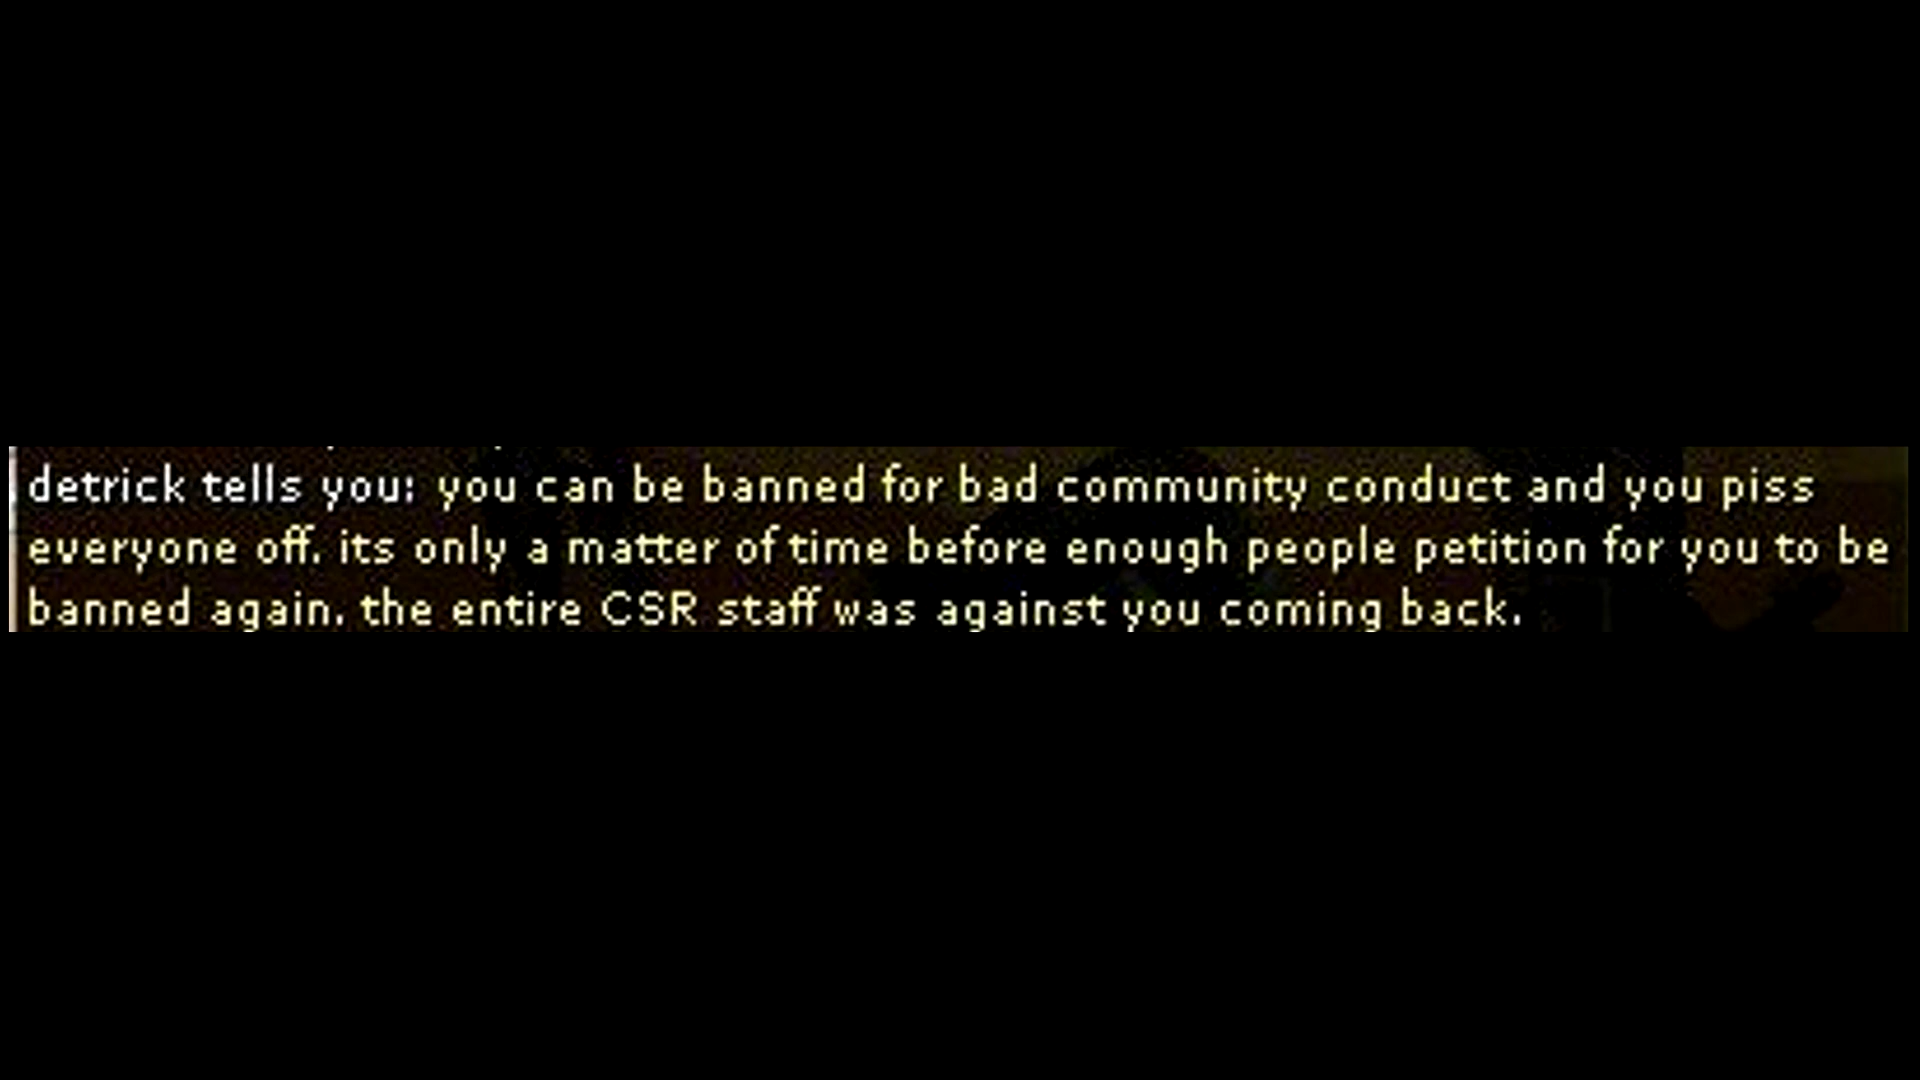 detrick tells you: you can be banned for bad community conduct and you piss
everyone off. its only a matter of time before enough people petition for you to be
banned again. the entire CSR staff was against you coming back.